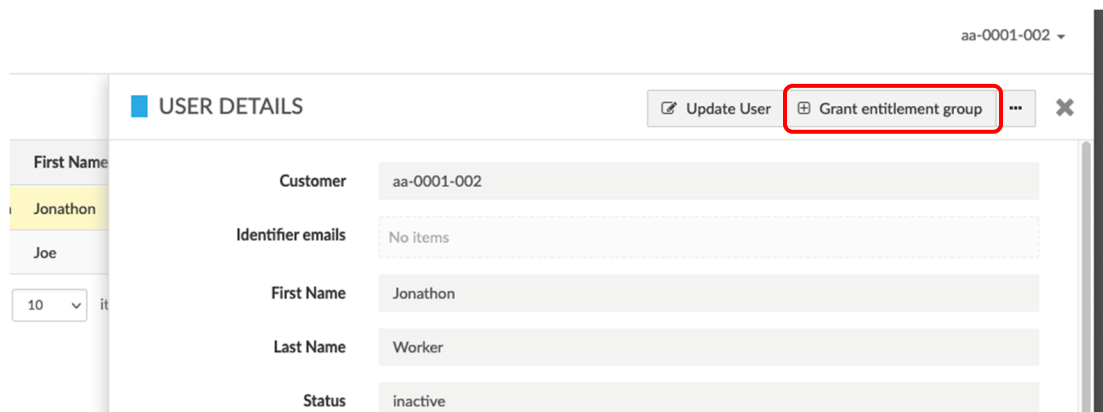 aa-0001-002
USER DETAILS
Update User
Grant entitlement group
...
First Name
Jonathon
Joe
10
it
Customer
aa-0001-002
Identifier emails
No items
First Name
Jonathon
Last Name
Worker
Status
inactive